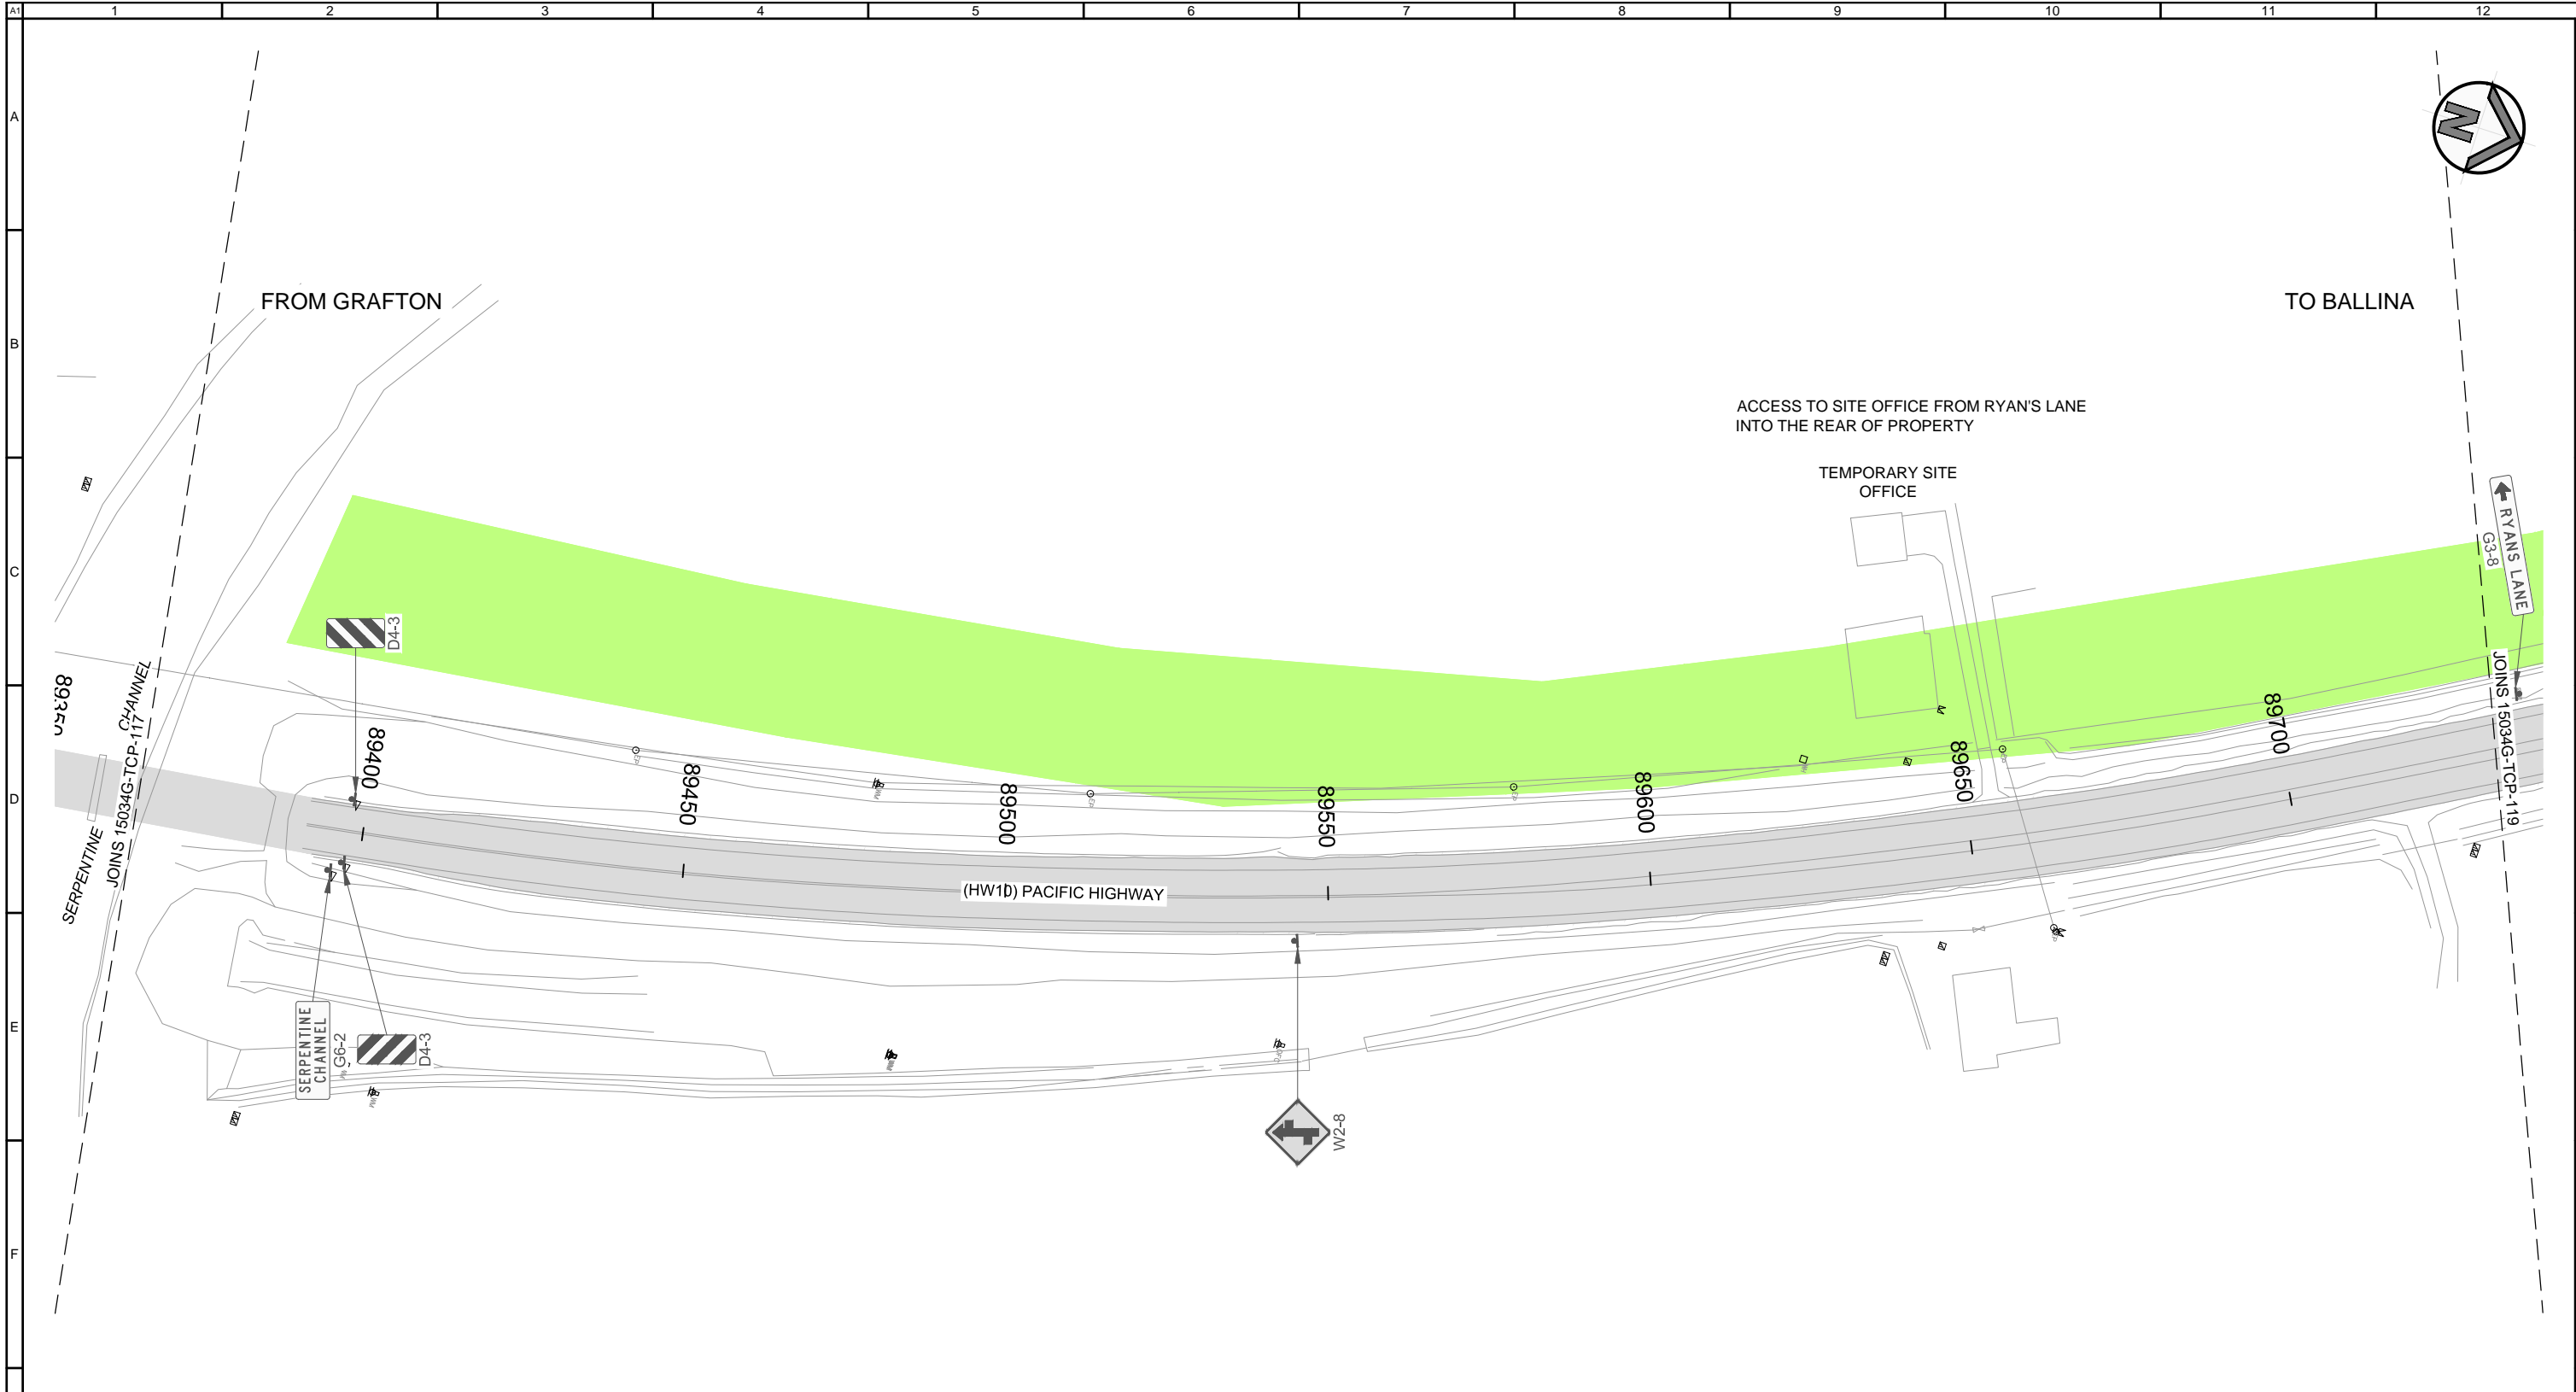 A1
1
2
3
4
5
6
7
8
9
10
11
12
A
B
C
D
E
F
N
FROM GRAFTON
TO BALLINA
ACCESS TO SITE OFFICE FROM RYAN'S LANE
INTO THE REAR OF PROPERTY
TEMPORARY SITE
OFFICE
RYANS LANE
G3-8
D4-3
89350
SERPENTINE CHANNEL
JOINS 15034G-TCP-117
89400
89450
89500
89550
89600
89650
89700
JOINS 15034G-TCP-119
(HW10) PACIFIC HIGHWAY
SERPENTINE
CHANNEL
G6-2
D4-3
W2-8